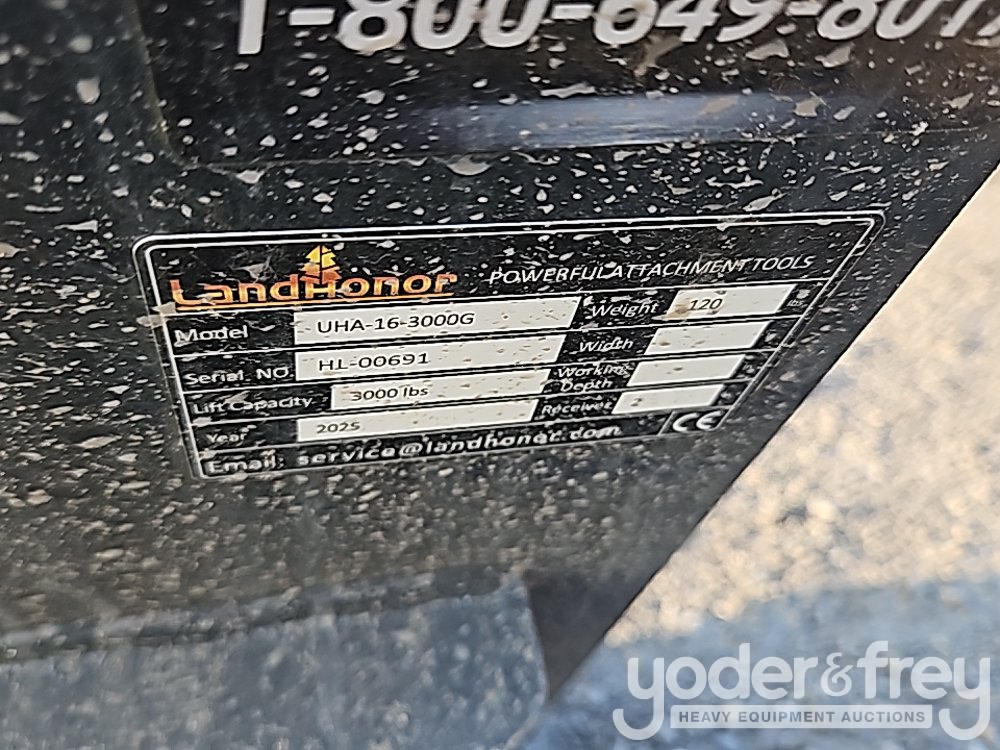 1-800-649-801
LandHonor POWERFUL ATTACHMENT TOOLS
Model UHA-16-3000G Weight 120 lbs
Serial NO. HL-00691 Width
Lift Capacity 3000 lbs Working Depth
Year 2025 Receiver 2
Email: service@landhonor.com CE
yoder&frey
HEAVY EQUIPMENT AUCTIONS